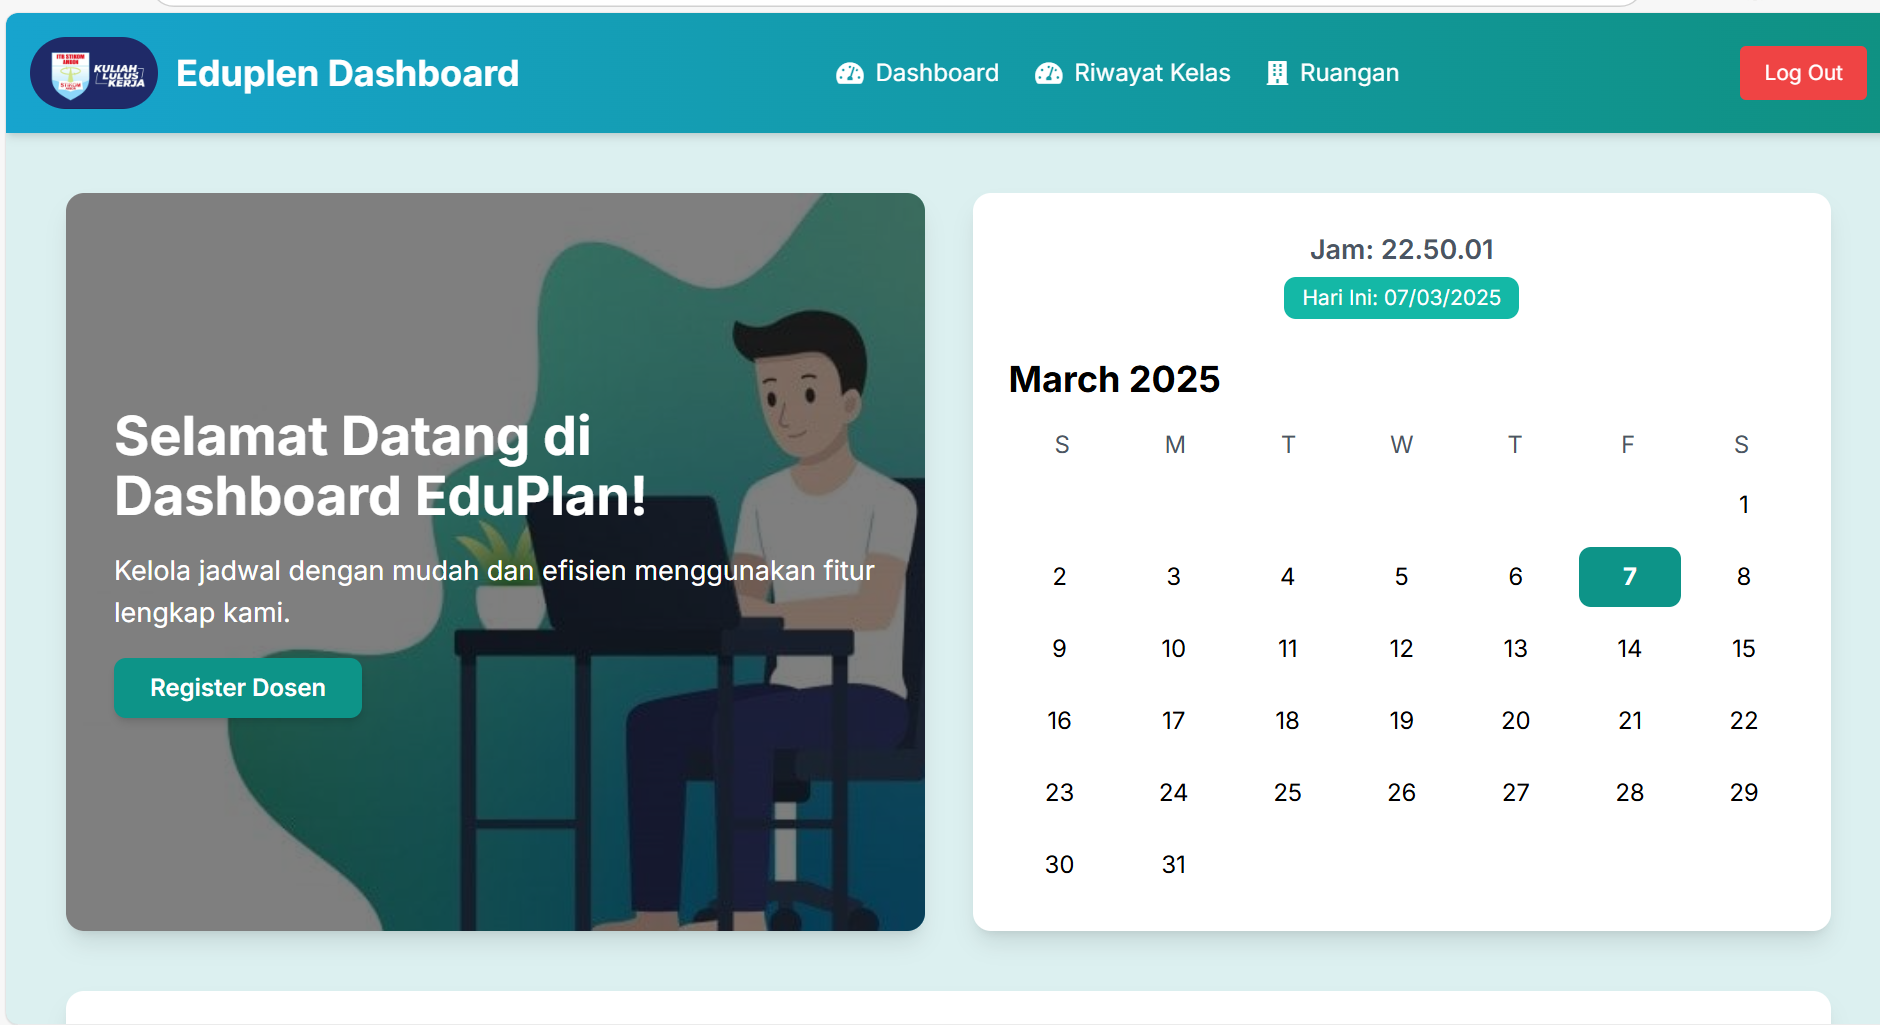 ITB STIKOM
AMBON
KULIAH
LULUS
KERJA
Eduplen Dashboard
Dashboard
Riwayat Kelas
Ruangan
Log Out
Selamat Datang di
Dashboard EduPlan!
Kelola jadwal dengan mudah dan efisien menggunakan fitur
lengkap kami.
Register Dosen
Jam: 22.50.01
Hari Ini: 07/03/2025
March 2025
S M T W T F S
1
2 3 4 5 6 7 8
9 10 11 12 13 14 15
16 17 18 19 20 21 22
23 24 25 26 27 28 29
30 31